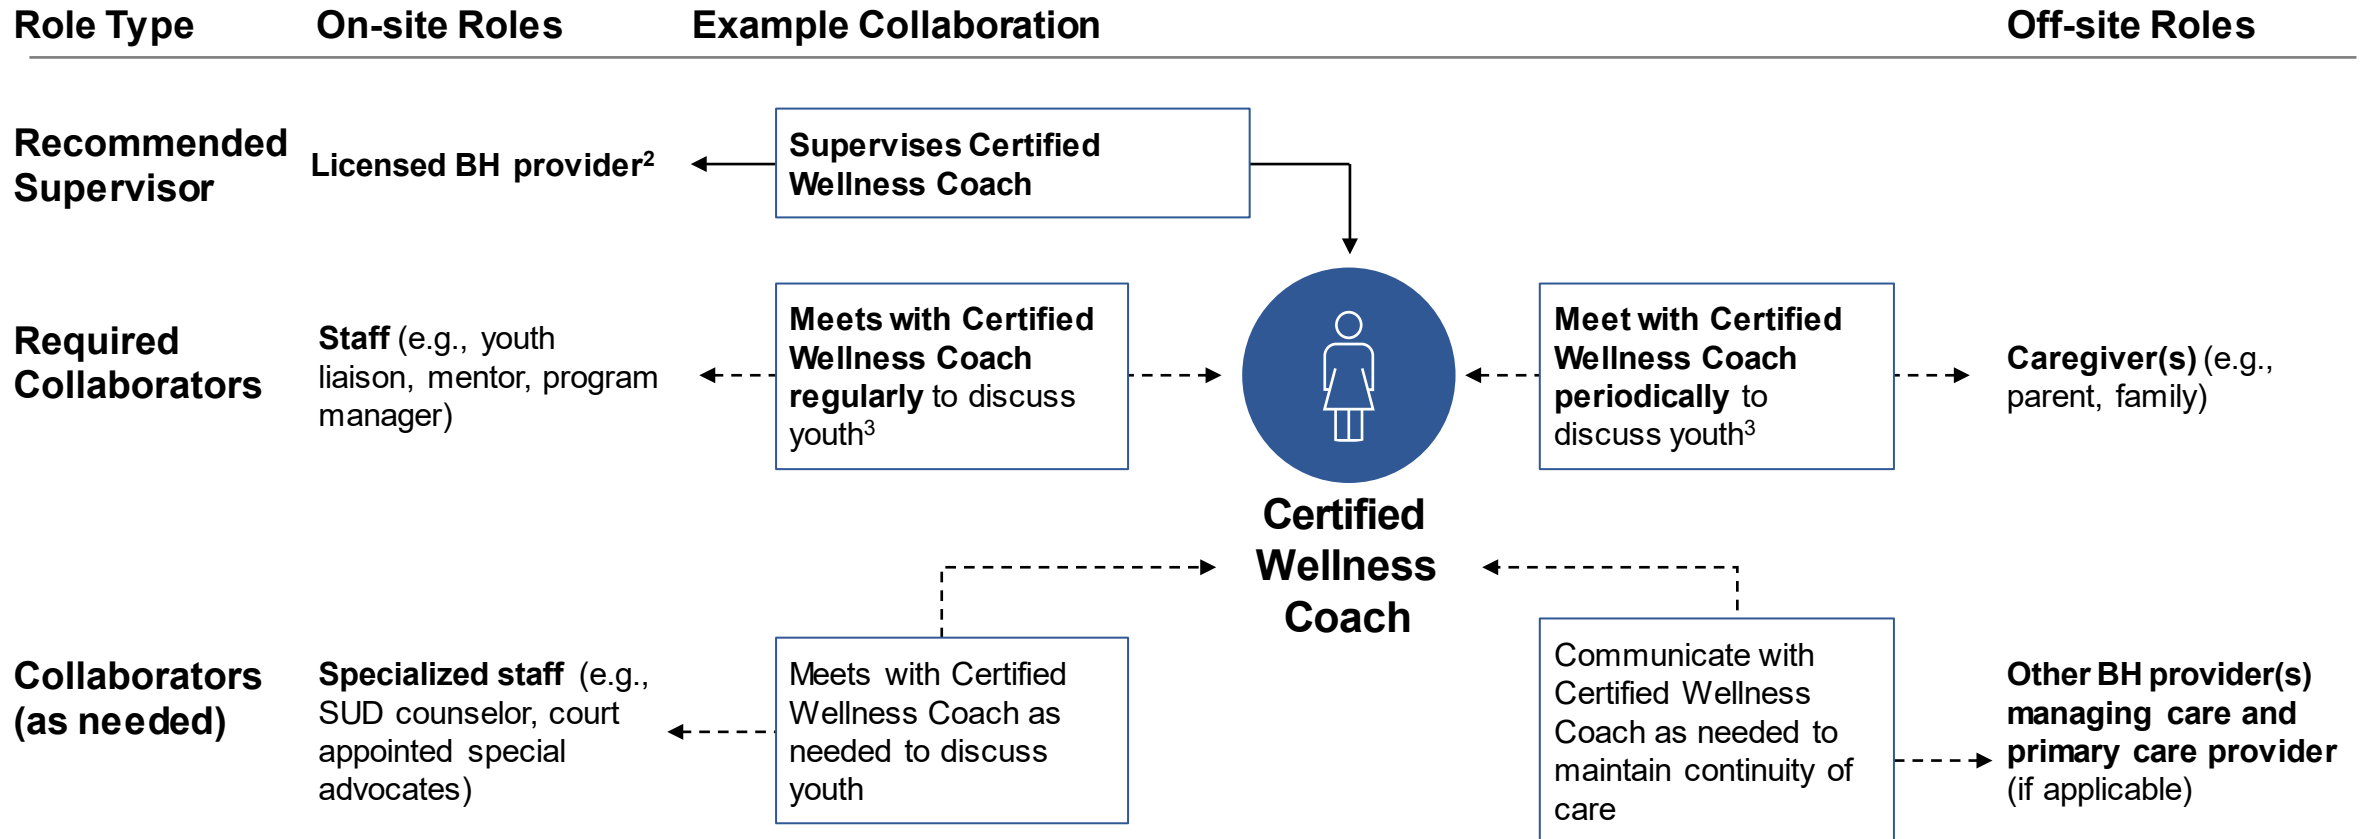 Role Type
On-site Roles
Example Collaboration
Off-site Roles
Recommended
Supervisor
Licensed BH provider²
Supervises Certified
Wellness Coach
Required
Collaborators
Staff (e.g., youth
liaison, mentor, program
manager)
Meets with Certified
Wellness Coach
regularly to discuss
youth³
Meet with Certified
Wellness Coach
periodically to
discuss youth³
Caregiver(s) (e.g.,
parent, family)
Certified
Wellness
Coach
Collaborators
(as needed)
Specialized staff (e.g.,
SUD counselor, court
appointed special
advocates)
Meets with Certified
Wellness Coach as
needed to discuss
youth
Communicate with
Certified Wellness
Coach as needed to
maintain continuity of
care
Other BH provider(s)
managing care and
primary care provider
(if applicable)